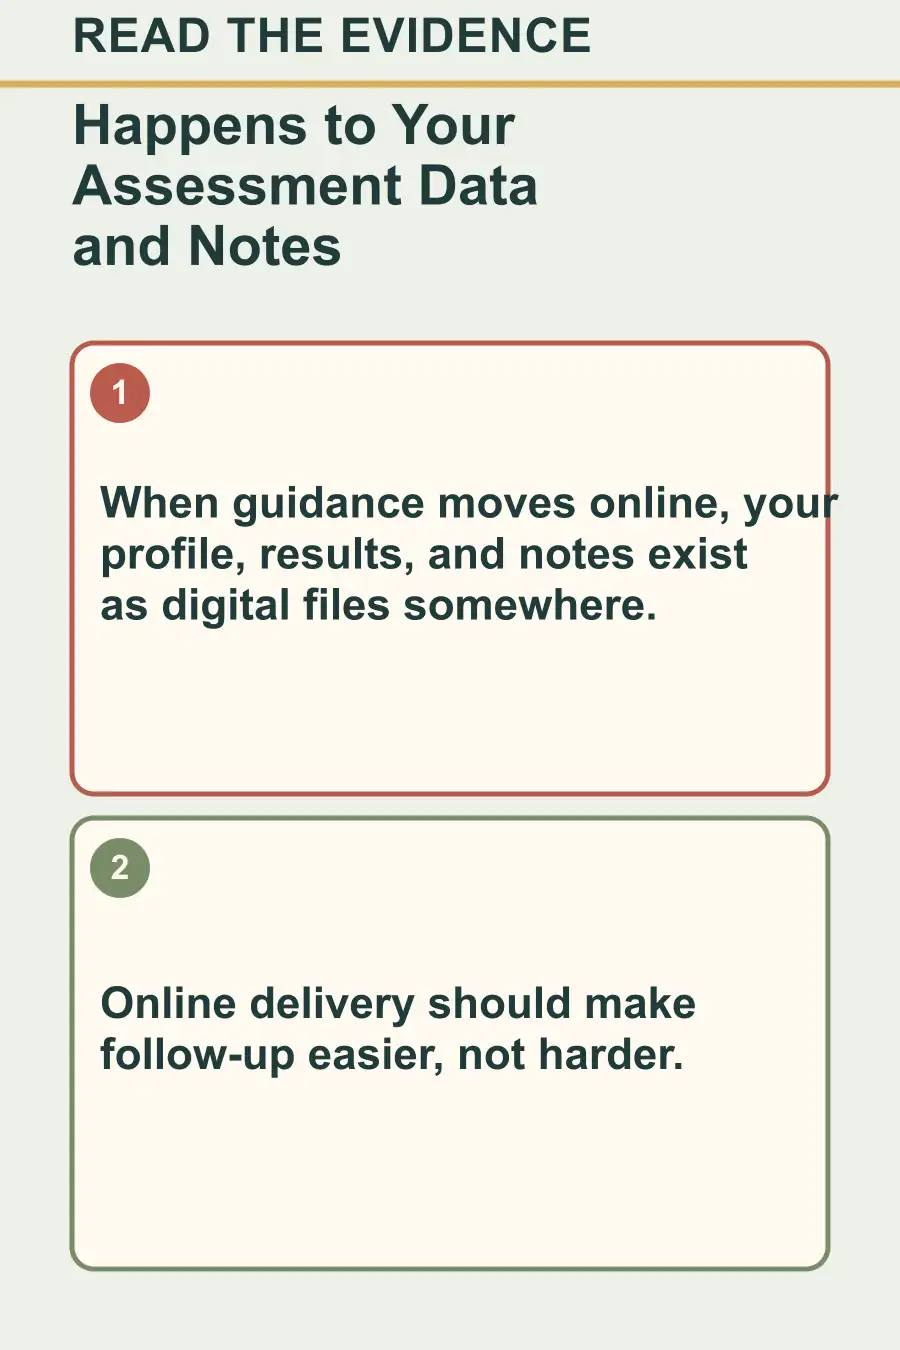 READ THE EVIDENCE
Happens to Your
Assessment Data
and Notes
1
When guidance moves online, your
profile, results, and notes exist
as digital files somewhere.
2
Online delivery should make
follow-up easier, not harder.